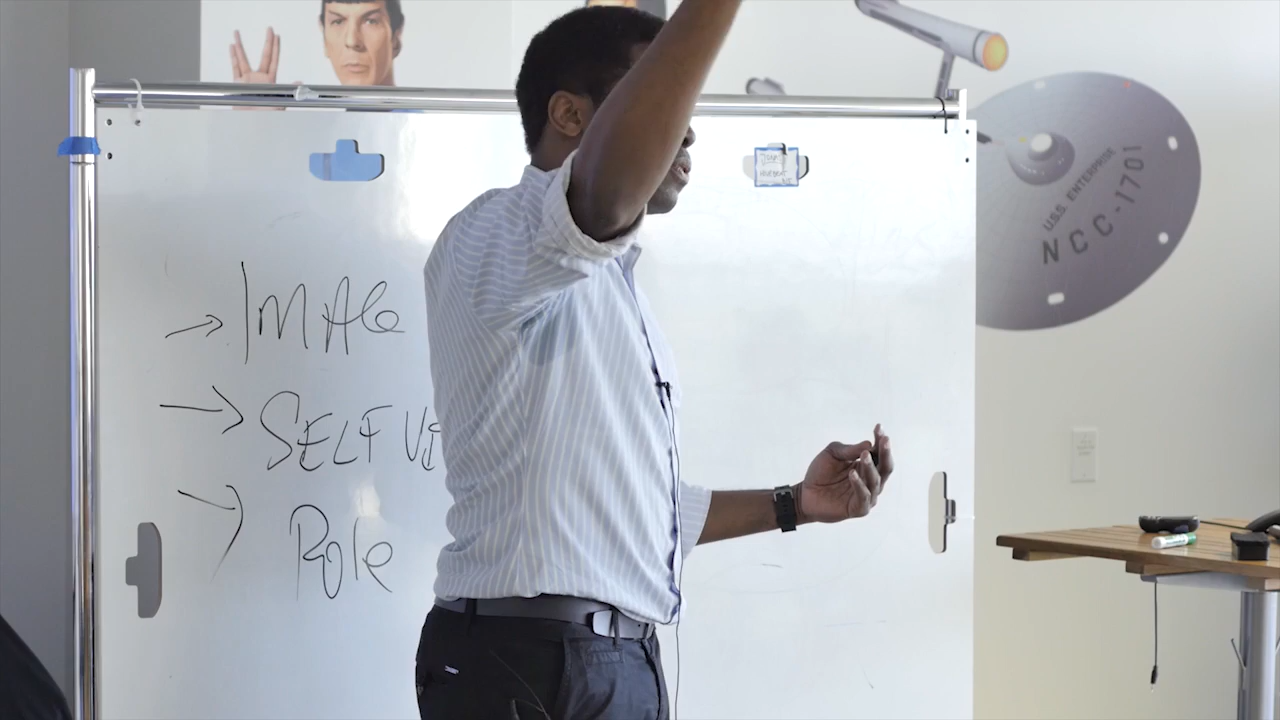 U.S.S. ENTERPRISE
NCC-1701
→ IMAGe
→ SELF Vi
→ Role